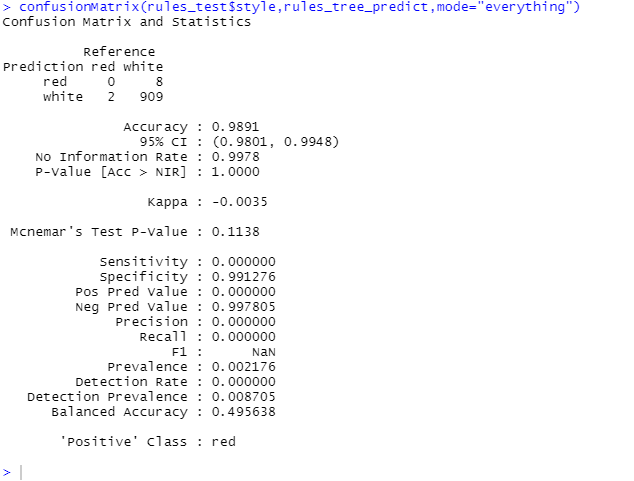 > confusionMatrix(rules_test$style,rules_tree_predict,mode="everything")
Confusion Matrix and Statistics
Reference
Prediction red white
red 0 8
white 2 909
Accuracy : 0.9891
95% CI : (0.9801, 0.9948)
No Information Rate : 0.9978
P-Value [Acc > NIR] : 1.0000
Kappa : -0.0035
Mcnemar's Test P-Value : 0.1138
Sensitivity : 0.000000
Specificity : 0.991276
Pos Pred Value : 0.000000
Neg Pred Value : 0.997805
Precision : 0.000000
Recall : 0.000000
F1 : NaN
Prevalence : 0.002176
Detection Rate : 0.000000
Detection Prevalence : 0.008705
Balanced Accuracy : 0.495638
'Positive' Class : red
>